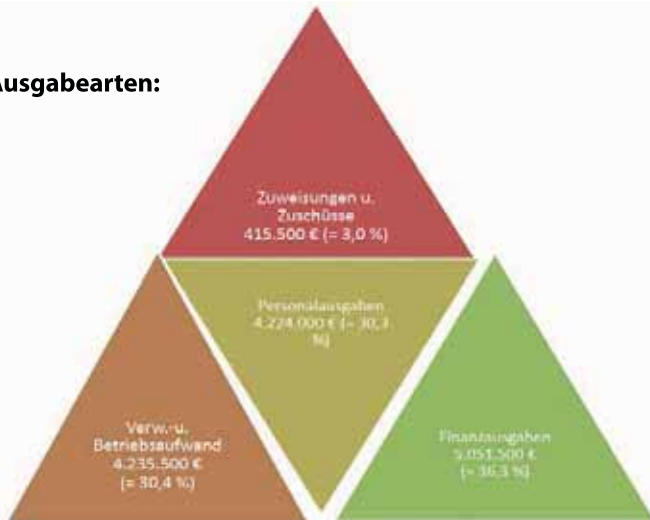 Ausgabearten:
Zuweisungen u.
Zuschüsse
415.500 € (= 3,0 %)
Personalausgaben
4.224.000 € (= 30,3
%)
Verw.-u.
Betriebsaufwand
4.235.500 €
(= 30,4 %)
Finanzausgaben
5.051.500 €
(= 36,3 %)